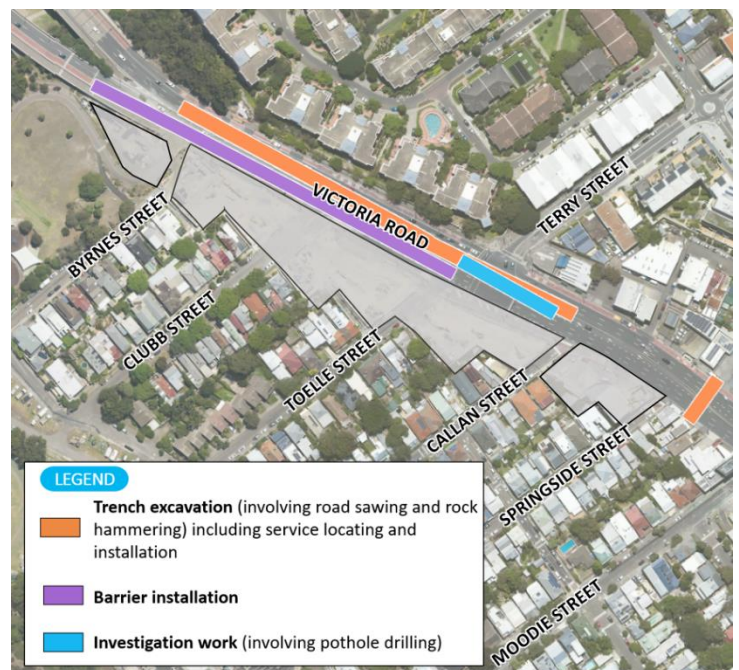 VICTORIA ROAD
TERRY STREET
BYRNES STREET
CLUBB STREET
TOELLE STREET
CALLAN STREET
SPRINGSIDE STREET
MOODIE STREET
LEGEND
Trench excavation (involving road sawing and rock
hammering) including service locating and
installation
Barrier installation
Investigation work (involving pothole drilling)